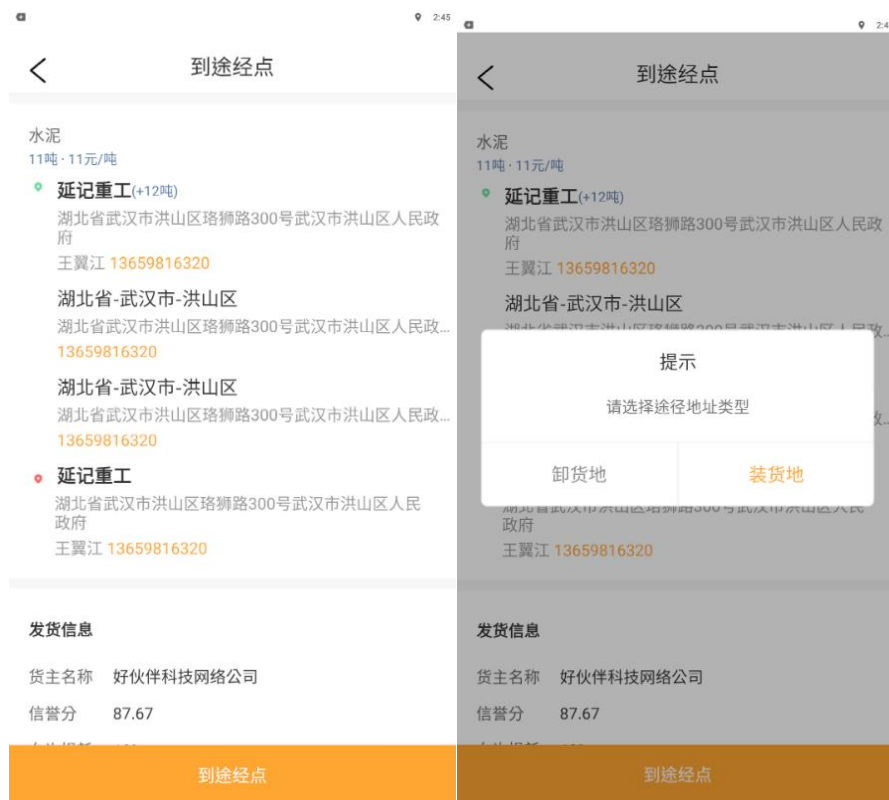 2:45
到途经点
水泥
11吨 · 11元/吨
延记重工(+12吨)
湖北省武汉市洪山区珞狮路300号武汉市洪山区人民政
府
王翼江 13659816320
湖北省-武汉市-洪山区
湖北省武汉市洪山区珞狮路300号武汉市洪山区人民政...
13659816320
湖北省-武汉市-洪山区
湖北省武汉市洪山区珞狮路300号武汉市洪山区人民政...
13659816320
延记重工
湖北省武汉市洪山区珞狮路300号武汉市洪山区人民
政府
王翼江 13659816320
发货信息
货主名称 好伙伴科技网络公司
信誉分 87.67
到途经点
2:4
到途经点
水泥
11吨 · 11元/吨
延记重工(+12吨)
湖北省武汉市洪山区珞狮路300号武汉市洪山区人民政
府
王翼江 13659816320
湖北省-武汉市-洪山区
提示
请选择途径地址类型
卸货地 装货地
政府
王翼江 13659816320
发货信息
货主名称 好伙伴科技网络公司
信誉分 87.67
到途经点